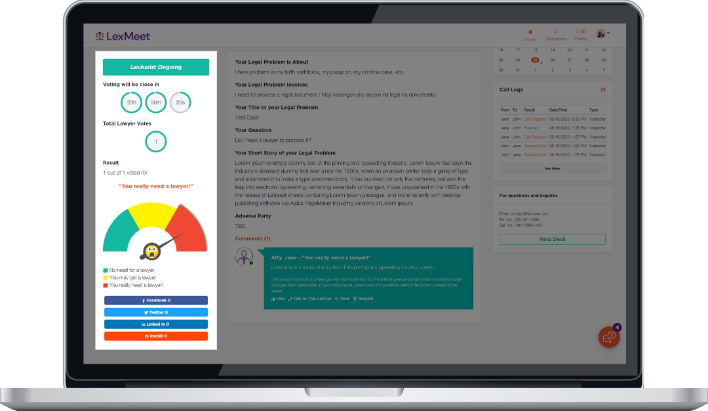 LexMeet
Home
LexAssist Ongoing
Voting will be close in
23h 59m 20s
Total Lawyer Votes
1
Result
1 out of 1 voted for
"You really need a lawyer!"
No need for a lawyer
You may get a lawyer
You really need a lawyer!
Facebook 0
Twitter 0
Linked In 0
Reddit 0
Your Legal Problem is About
I have problem in my birth certificate, my passport, my criminal case, etc.
Your Legal Problem Involves
I need to process a legal document - May kailangan ako ayusin na legal na dokumento
Your Title to your Legal Problem
Test Case
Your Question
Do I need a lawyer to process it?
Your Short Story of your Legal Problem
Lorem Ipsum is simply dummy text of the printing and typesetting industry. Lorem Ipsum has been the
industry's standard dummy text ever since the 1500s, when an unknown printer took a galley of type
and scrambled it to make a type specimen book. It has survived not only five centuries, but also the
leap into electronic typesetting, remaining essentially unchanged. It was popularised in the 1960s with
the release of Letraset sheets containing Lorem Ipsum passages, and more recently with desktop
publishing software like Aldus PageMaker including versions of Lorem Ipsum.
Adverse Party
TBD
Comments (1)
Atty. Jane - "You really need a lawyer!"
Lorem Ipsum is simply dummy text of the printing and typesetting industry. Lorem Ipsum...
Like Talk to This Lawyer View Reward
Call Logs 21
From To Result Date/Time Type
See More
For questions and inquires
Help Desk
4